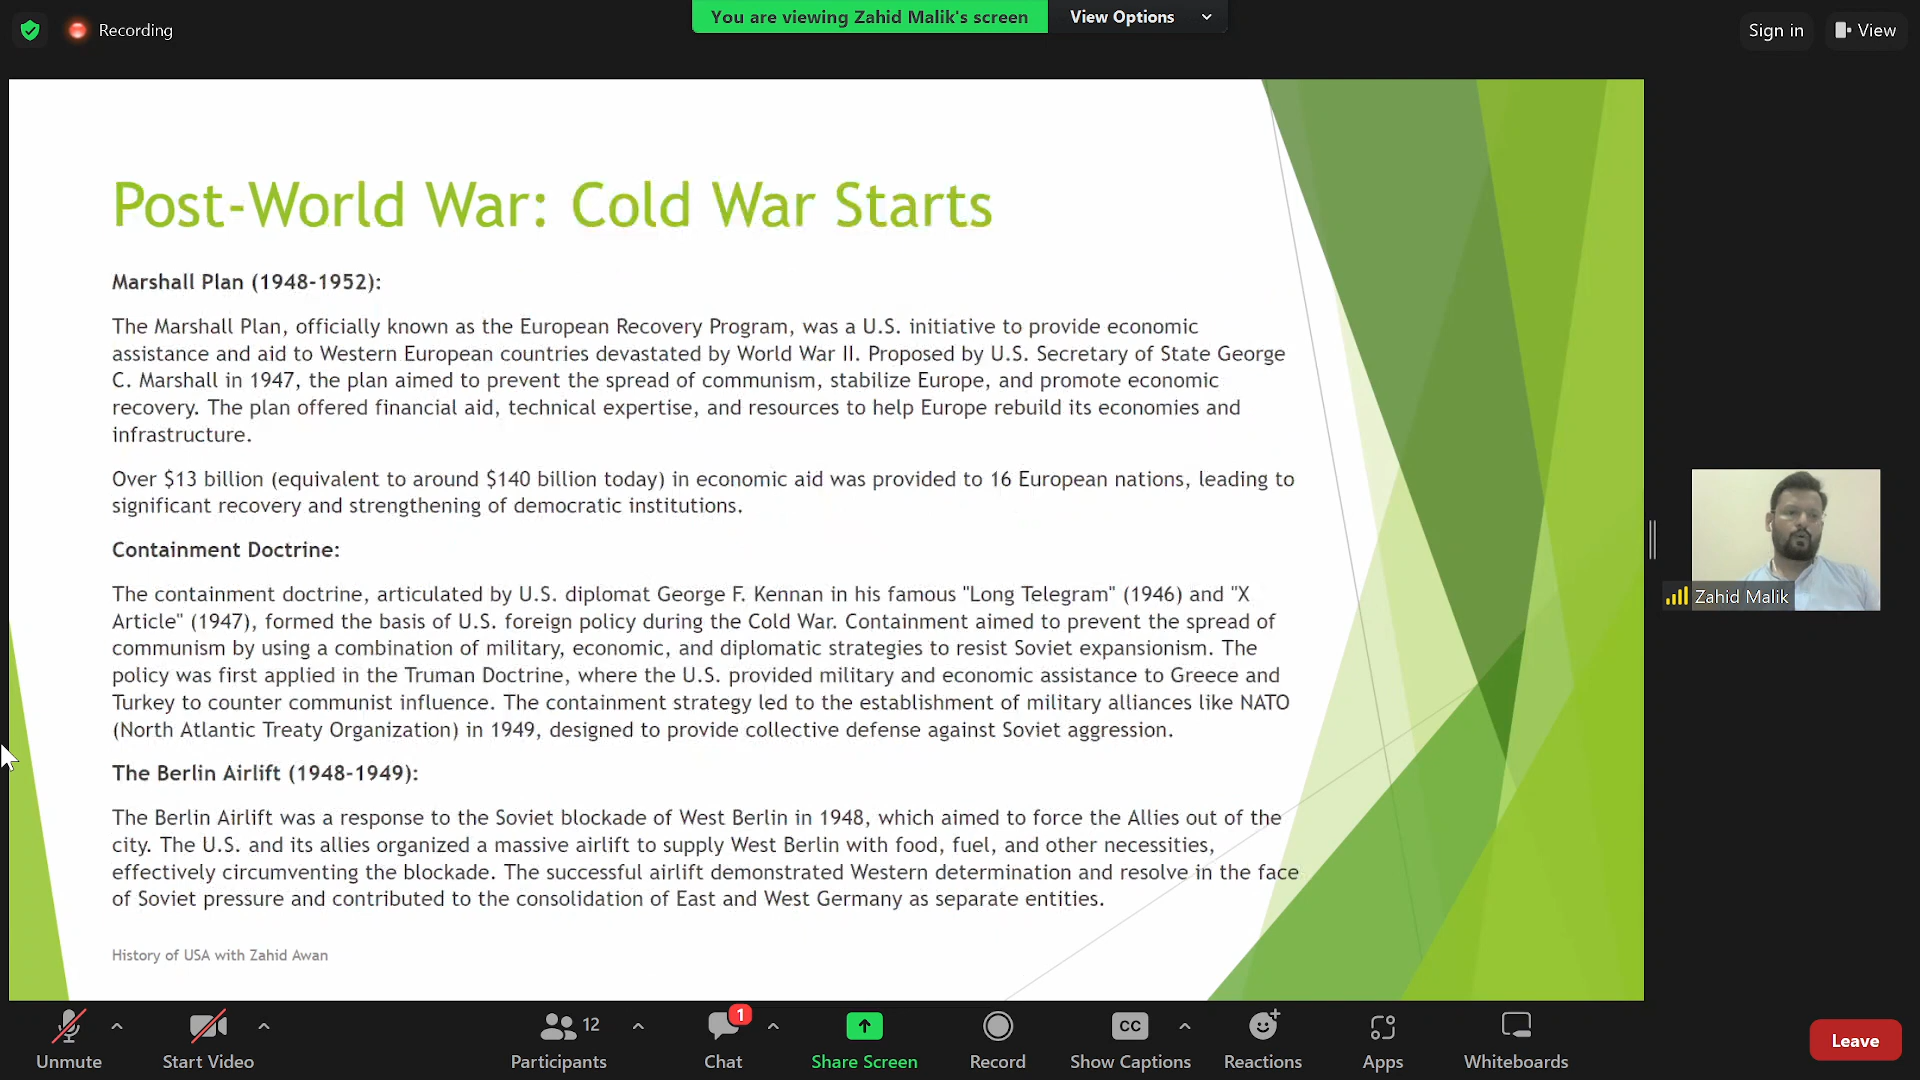 Recording
You are viewing Zahid Malik's screen
View Options
Sign in
View
Post-World War: Cold War Starts
Marshall Plan (1948-1952):
The Marshall Plan, officially known as the European Recovery Program, was a U.S. initiative to provide economic
assistance and aid to Western European countries devastated by World War II. Proposed by U.S. Secretary of State George
C. Marshall in 1947, the plan aimed to prevent the spread of communism, stabilize Europe, and promote economic
recovery. The plan offered financial aid, technical expertise, and resources to help Europe rebuild its economies and
infrastructure.
Over $13 billion (equivalent to around $140 billion today) in economic aid was provided to 16 European nations, leading to
significant recovery and strengthening of democratic institutions.
Containment Doctrine:
The containment doctrine, articulated by U.S. diplomat George F. Kennan in his famous "Long Telegram" (1946) and "X
Article" (1947), formed the basis of U.S. foreign policy during the Cold War. Containment aimed to prevent the spread of
communism by using a combination of military, economic, and diplomatic strategies to resist Soviet expansionism. The
policy was first applied in the Truman Doctrine, where the U.S. provided military and economic assistance to Greece and
Turkey to counter communist influence. The containment strategy led to the establishment of military alliances like NATO
(North Atlantic Treaty Organization) in 1949, designed to provide collective defense against Soviet aggression.
The Berlin Airlift (1948-1949):
The Berlin Airlift was a response to the Soviet blockade of West Berlin in 1948, which aimed to force the Allies out of the
city. The U.S. and its allies organized a massive airlift to supply West Berlin with food, fuel, and other necessities,
effectively circumventing the blockade. The successful airlift demonstrated Western determination and resolve in the face
of Soviet pressure and contributed to the consolidation of East and West Germany as separate entities.
History of USA with Zahid Awan
Zahid Malik
12
1
CC
Unmute
Start Video
Participants
Chat
Share Screen
Record
Show Captions
Reactions
Apps
Whiteboards
Leave